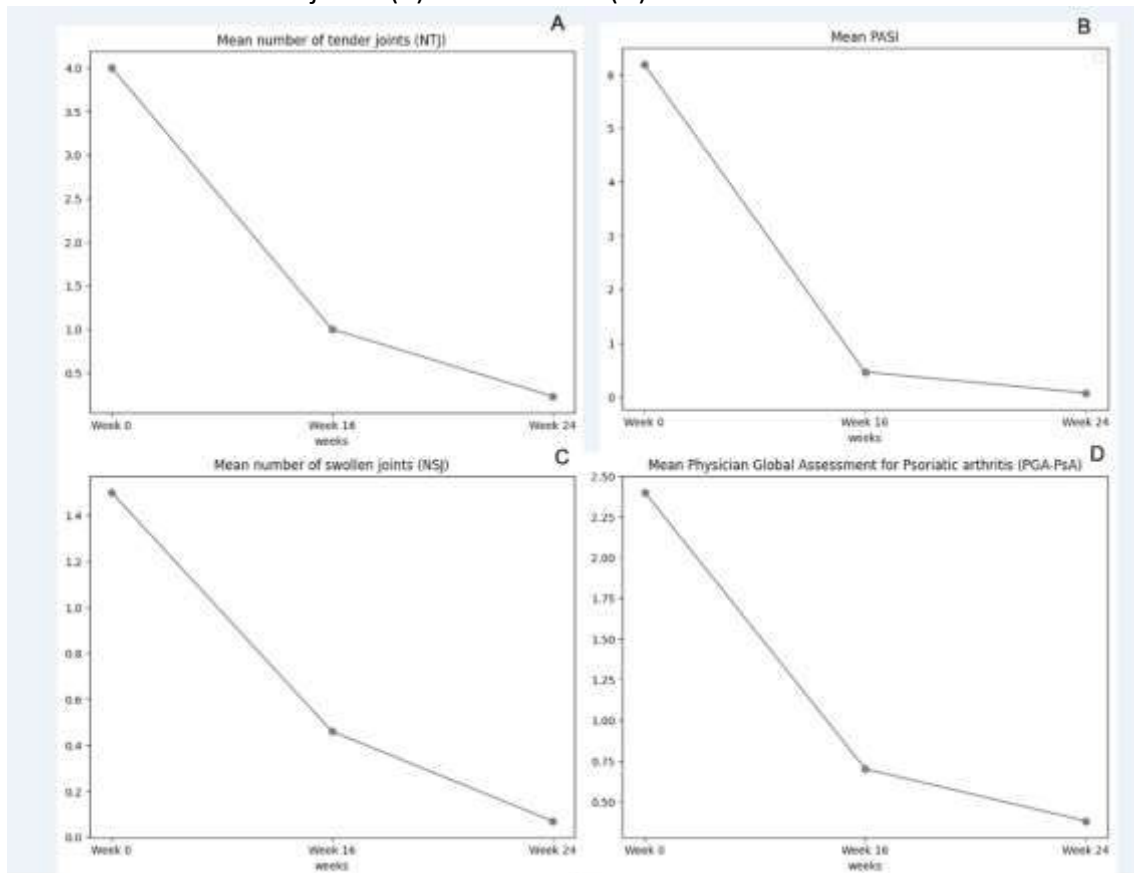 A
Mean number of tender joints (NTJ)
4.0
3.5
3.0
2.5
2.0
1.5
1.0
0.5
Week 0 Week 16 Week 24
weeks
B
Mean PASI
6
5
4
3
2
1
0
Week 0 Week 16 Week 24
weeks
C
Mean number of swollen joints (NSJ)
1.4
1.2
1.0
0.8
0.6
0.4
0.2
0.0
Week 0 Week 16 Week 24
weeks
D
Mean Physician Global Assessment for Psoriatic arthritis (PGA-PsA)
2.50
2.25
2.00
1.75
1.50
1.25
1.00
0.75
0.50
Week 0 Week 16 Week 24
weeks